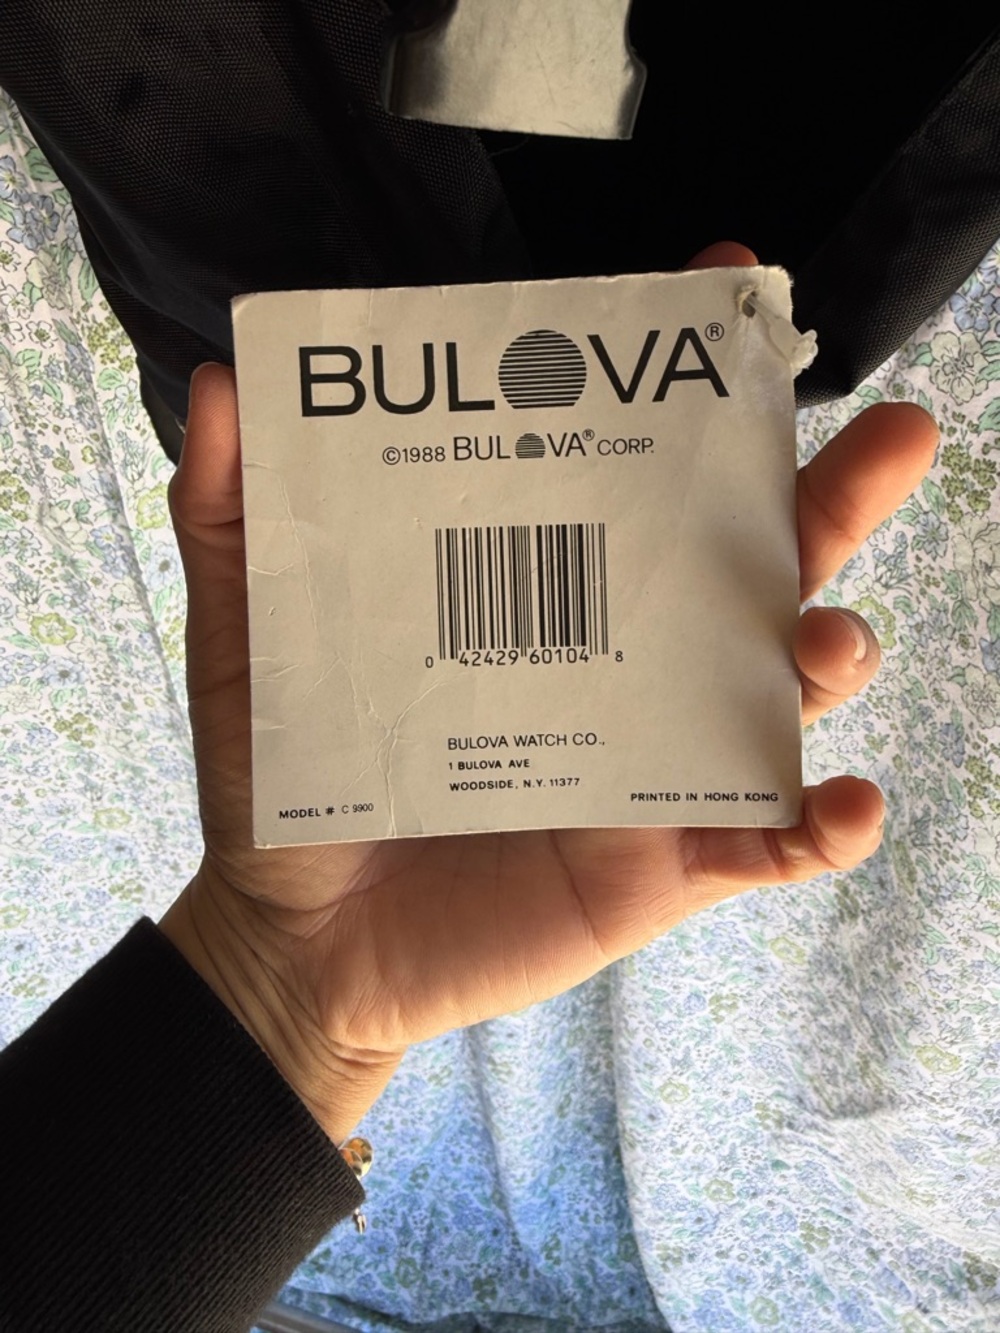 BULOVA®
©1988 BULOVA® CORP.
0 42429 60104 8
BULOVA WATCH CO.,
1 BULOVA AVE
WOODSIDE, N.Y. 11377
MODEL # C 9900
PRINTED IN HONG KONG